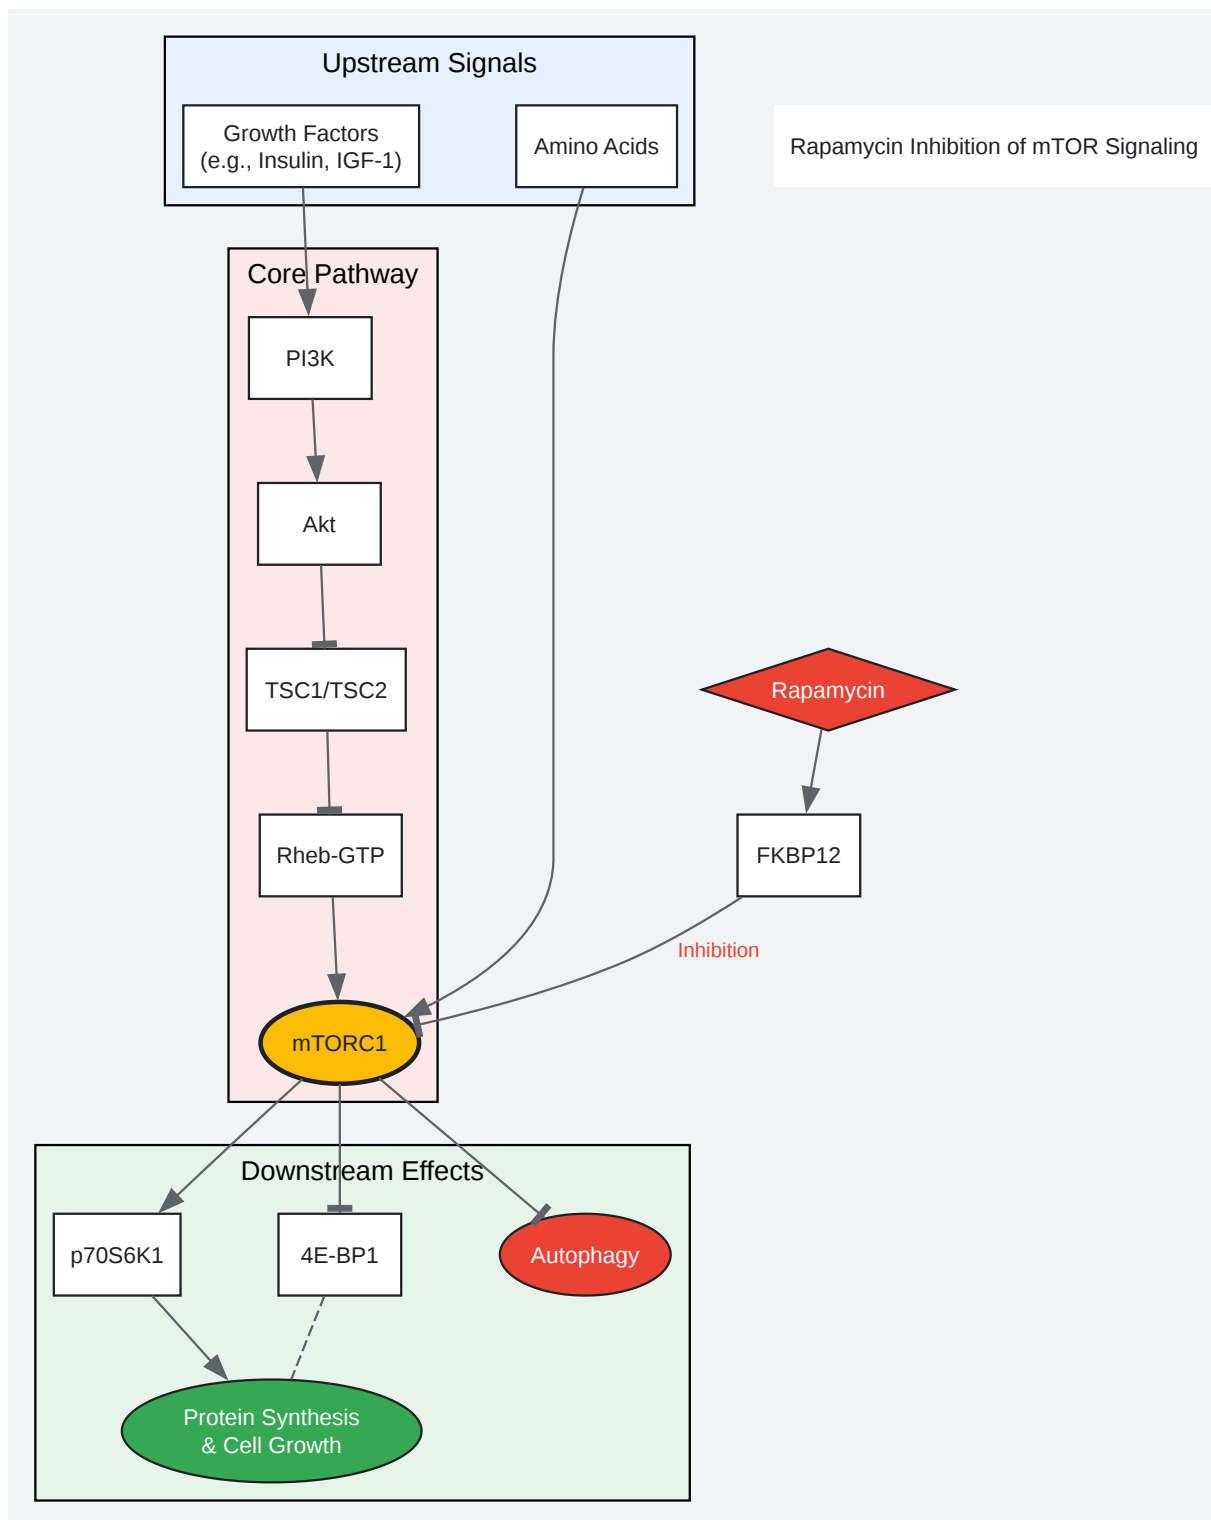 Upstream Signals
Growth Factors
(e.g., Insulin, IGF-1)
Amino Acids
Rapamycin Inhibition of mTOR Signaling
Core Pathway
PI3K
Akt
TSC1/TSC2
Rapamycin
Rheb-GTP
FKBP12
Inhibition
mTORC1
Downstream Effects
p70S6K1
4E-BP1
Autophagy
Protein Synthesis
& Cell Growth